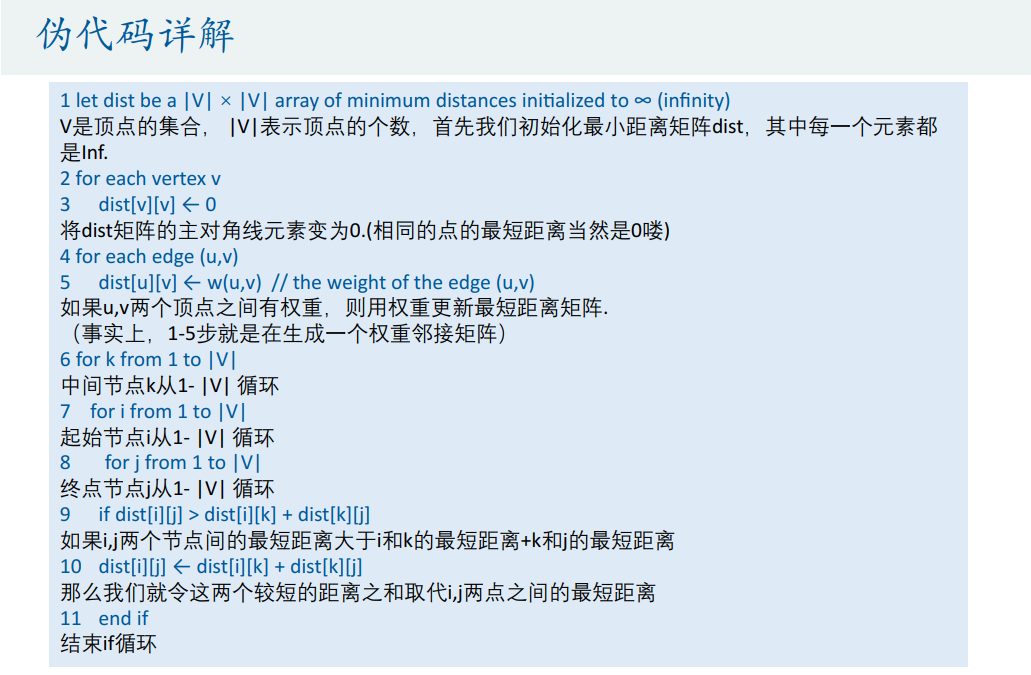 伪代码详解
1 let dist be a |V| × |V| array of minimum distances initialized to ∞ (infinity)
V是顶点的集合， |V|表示顶点的个数，首先我们初始化最小距离矩阵dist，其中每一个元素都
是Inf.
2 for each vertex v
3 dist[v][v] ← 0
将dist矩阵的主对角线元素变为0.(相同的点的最短距离当然是0喽)
4 for each edge (u,v)
5 dist[u][v] ← w(u,v) // the weight of the edge (u,v)
如果u,v两个顶点之间有权重，则用权重更新最短距离矩阵.
（事实上，1-5步就是在生成一个权重邻接矩阵）
6 for k from 1 to |V|
中间节点k从1- |V| 循环
7 for i from 1 to |V|
起始节点i从1- |V| 循环
8 for j from 1 to |V|
终点节点j从1- |V| 循环
9 if dist[i][j] > dist[i][k] + dist[k][j]
如果i,j两个节点间的最短距离大于i和k的最短距离+k和j的最短距离
10 dist[i][j] ← dist[i][k] + dist[k][j]
那么我们就令这两个较短的距离之和取代i,j两点之间的最短距离
11 end if
结束if循环